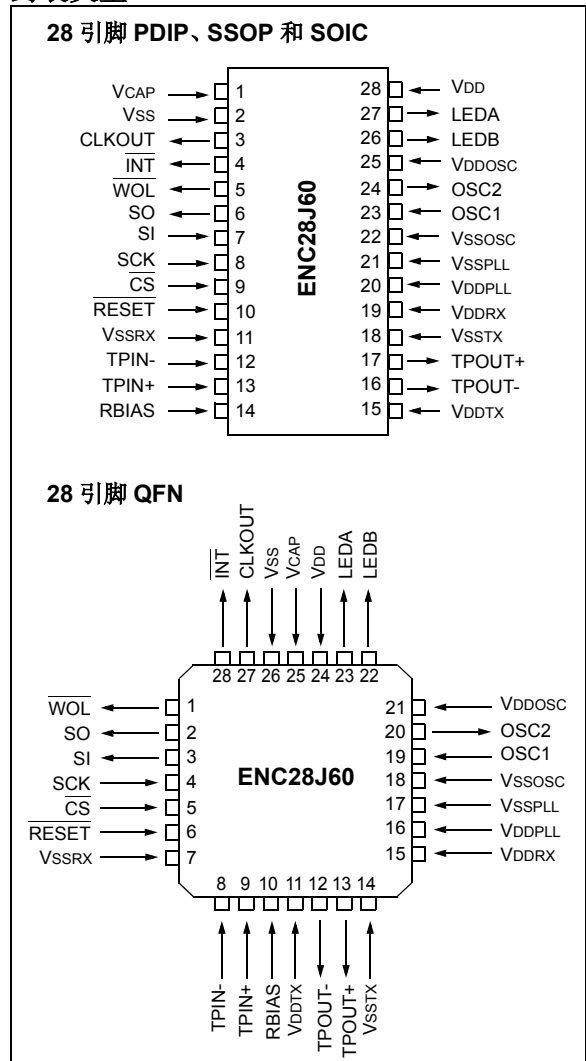 28 引脚 PDIP、SSOP 和 SOIC
VCAP 1 28 VDD
VSS 2 27 LEDA
CLKOUT 3 26 LEDB
INT 4 25 VDDOSC
WOL 5 24 OSC2
SO 6 23 OSC1
SI 7 22 VSSOSC
SCK 8 21 VSSPLL
CS 9 20 VDDPLL
RESET 10 19 VDDRX
VSSRX 11 18 VSSTX
TPIN- 12 17 TPOUT+
TPIN+ 13 16 TPOUT-
RBIAS 14 15 VDDTX
ENC28J60
28 引脚 QFN
INT CLKOUT VSS VCAP VDD LEDA LEDB
28 27 26 25 24 23 22
WOL 1 21 VDDOSC
SO 2 20 OSC2
SI 3 19 OSC1
SCK 4 18 VSSOSC
CS 5 17 VSSPLL
RESET 6 16 VDDPLL
VSSRX 7 15 VDDRX
ENC28J60
8 9 10 11 12 13 14
TPIN- TPIN+ RBIAS VDDTX TPOUT- TPOUT+ VSSTX